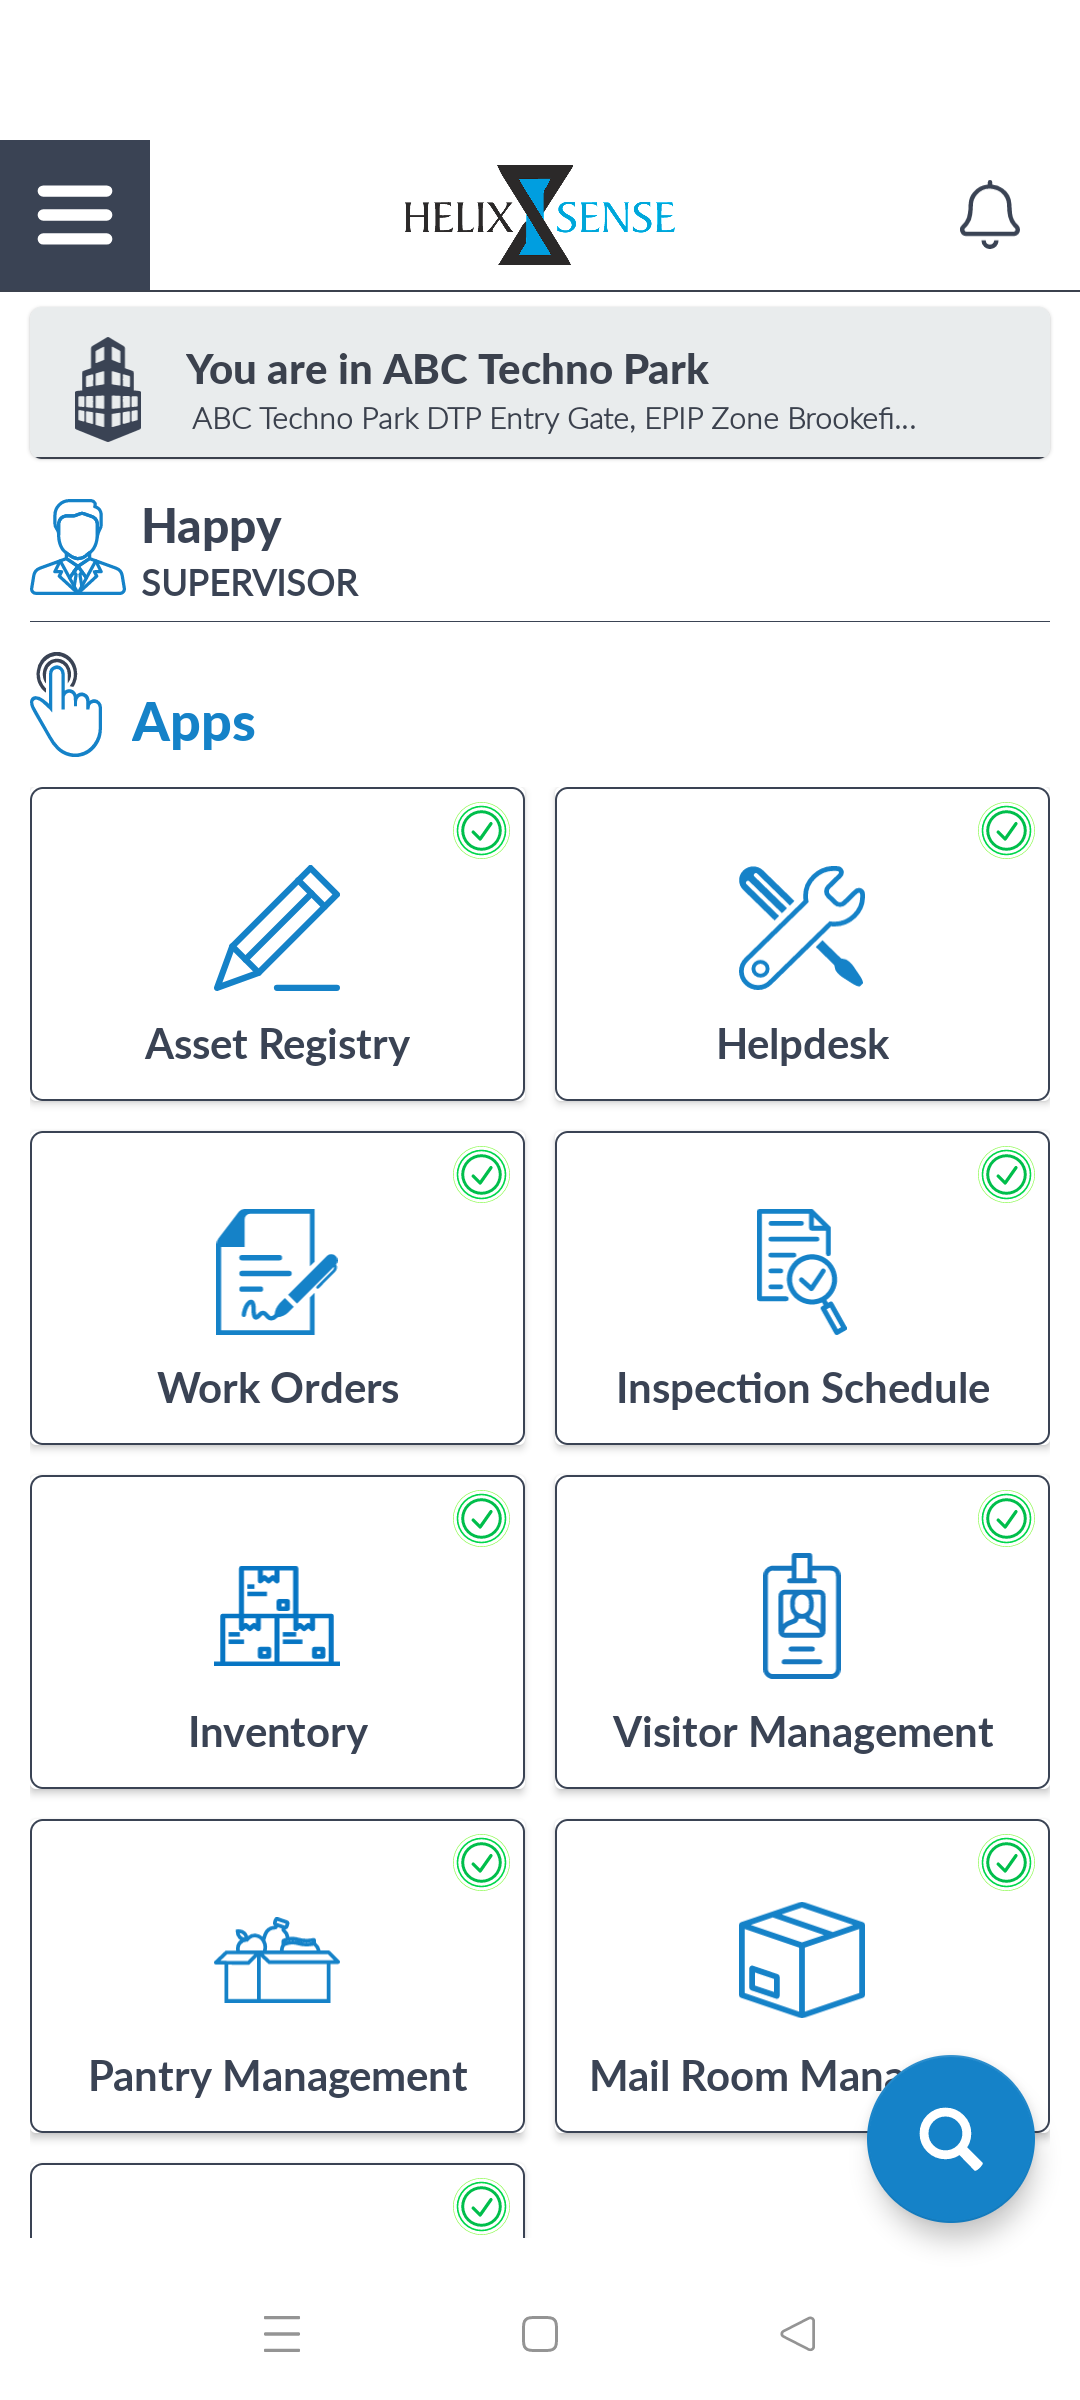 HELIX SENSE
You are in ABC Techno Park
ABC Techno Park DTP Entry Gate, EPIP Zone Brookefi...
Happy
SUPERVISOR
Apps
Asset Registry
Helpdesk
Work Orders
Inspection Schedule
Inventory
Visitor Management
Pantry Management
Mail Room Mana